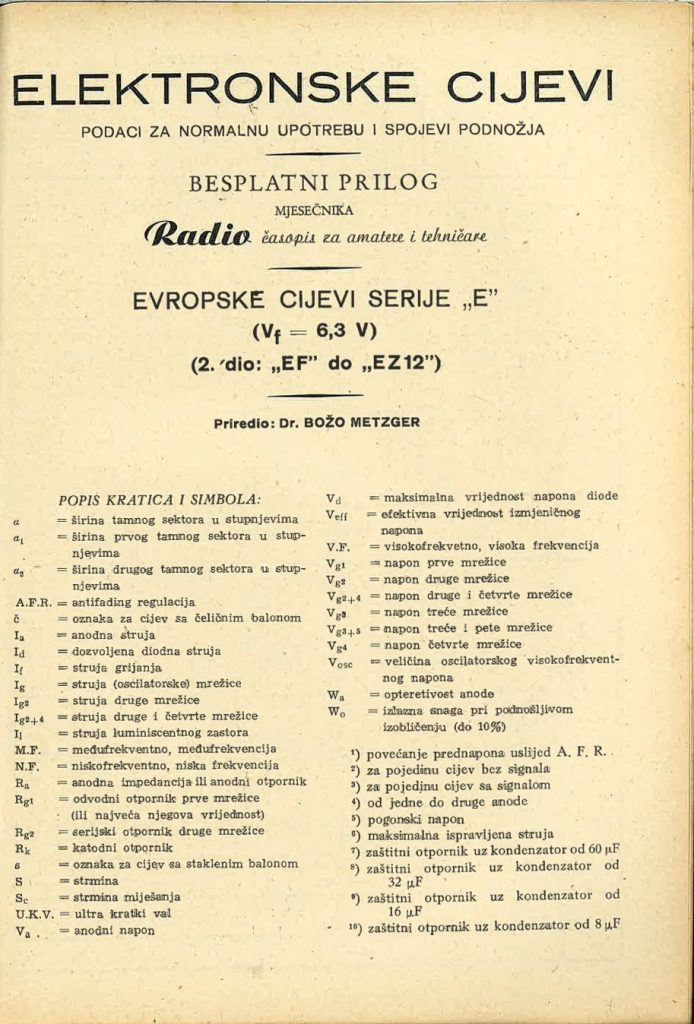 ELEKTRONSKE CIJEVI
PODACI ZA NORMALNU UPOTREBU I SPOJEVI PODNOŽJA
BESPLATNI PRILOG
MJESEČNIKA
Radio časopis za amatere i tehničare
EVROPSKE CIJEVI SERIJE „E”
(Vf = 6,3 V)
(2. dio: „EF” do „EZ12”)
Priredio: Dr. BOŽO METZGER
POPIS KRATICA I SIMBOLA:
α = širina tamnog sektora u stupnjevima
α₁ = širina prvog tamnog sektora u stup-
njevima
α₂ = širina drugog tamnog sektora u stup-
njevima
A.F.R. = antifading regulacija
č = oznaka za cijev sa čeličnim balonom
Ia = anodna struja
Id = dozvoljena diodna struja
If = struja grijanja
Ig = struja (oscilatorske) mrežice
Ig2 = struja druge mrežice
Ig2+4 = struja druge i četvrte mrežice
Il = struja luminiscentnog zastora
M.F. = međufrekventno, međufrekvencija
N.F. = niskofrekventno, niska frekvencija
Ra = anodna impedancija ili anodni otpornik
Rg1 = odvodni otpornik prve mrežice
(ili najveća njegova vrijednost)
Rg2 = serijski otpornik druge mrežice
Rk = katodni otpornik
s = oznaka za cijev sa staklenim balonom
S = strmina
Sc = strmina miješanja
U.K.V. = ultra kratki val
Va = anodni napon
Vd = maksimalna vrijednost napona diode
Veff = efektivna vrijednost izmjeničnog
napona
V.F. = visokofrekvetno, visoka frekvencija
Vg1 = napon prve mrežice
Vg2 = napon druge mrežice
Vg2+4 = napon druge i četvrte mrežice
Vg3 = napon treće mrežice
Vg3+5 = napon treće i pete mrežice
Vg4 = napon četvrte mrežice
Vosc = veličina oscilatorskog visokofrekvent-
nog napona
Wa = opteretivost anode
Wo = izlazna snaga pri podnošljivom
izobličenju (do 10%)
¹) povećanje prednapona uslijed A. F. R.
²) za pojedinu cijev bez signala
³) za pojedinu cijev sa signalom
⁴) od jedne do druge anode
⁵) pogonski napon
⁶) maksimalna ispravljena struja
⁷) zaštitni otpornik uz kondenzator od 60 µF
⁸) zaštitni otpornik uz kondenzator od
32 µF
⁹) zaštitni otpornik uz kondenzator od
16 µF
¹⁰) zaštitni otpornik uz kondenzator od 8 µF